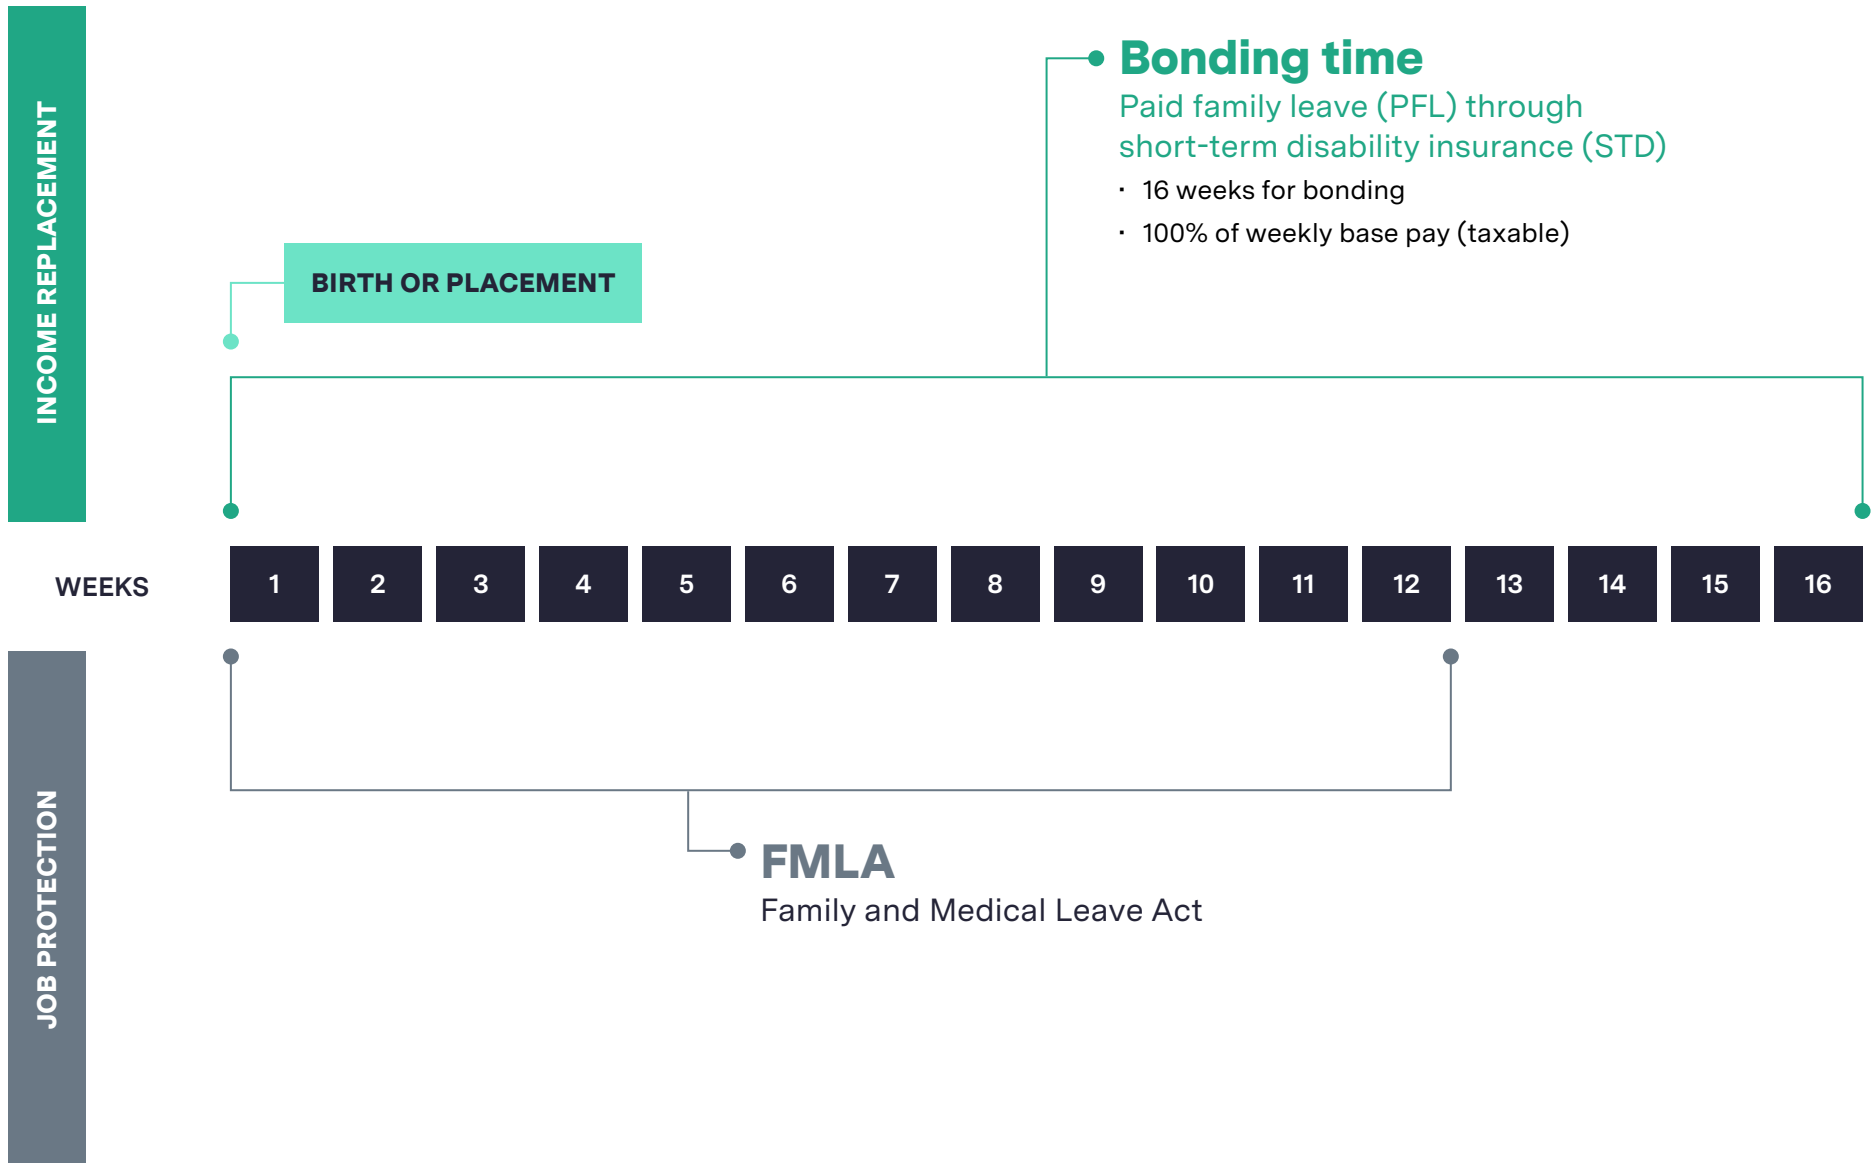 INCOME REPLACEMENT
Bonding time
Paid family leave (PFL) through
short-term disability insurance (STD)
· 16 weeks for bonding
· 100% of weekly base pay (taxable)
BIRTH OR PLACEMENT
WEEKS 1 2 3 4 5 6 7 8 9 10 11 12 13 14 15 16
JOB PROTECTION
FMLA
Family and Medical Leave Act